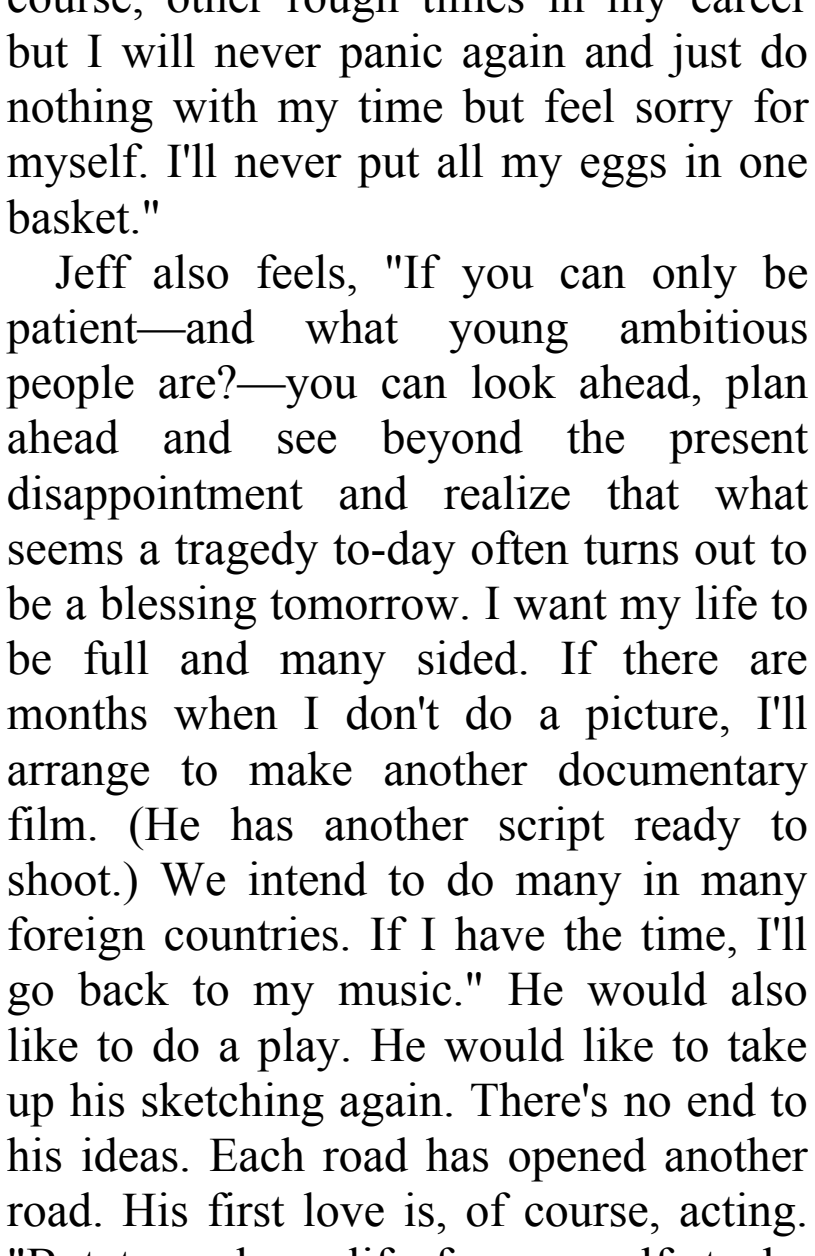 course, other rough times in my career
but I will never panic again and just do
nothing with my time but feel sorry for
myself. I'll never put all my eggs in one
basket."
Jeff also feels, "If you can only be
patient—and what young ambitious
people are?—you can look ahead, plan
ahead and see beyond the present
disappointment and realize that what
seems a tragedy to-day often turns out to
be a blessing tomorrow. I want my life to
be full and many sided. If there are
months when I don't do a picture, I'll
arrange to make another documentary
film. (He has another script ready to
shoot.) We intend to do many in many
foreign countries. If I have the time, I'll
go back to my music." He would also
like to do a play. He would like to take
up his sketching again. There's no end to
his ideas. Each road has opened another
road. His first love is, of course, acting.